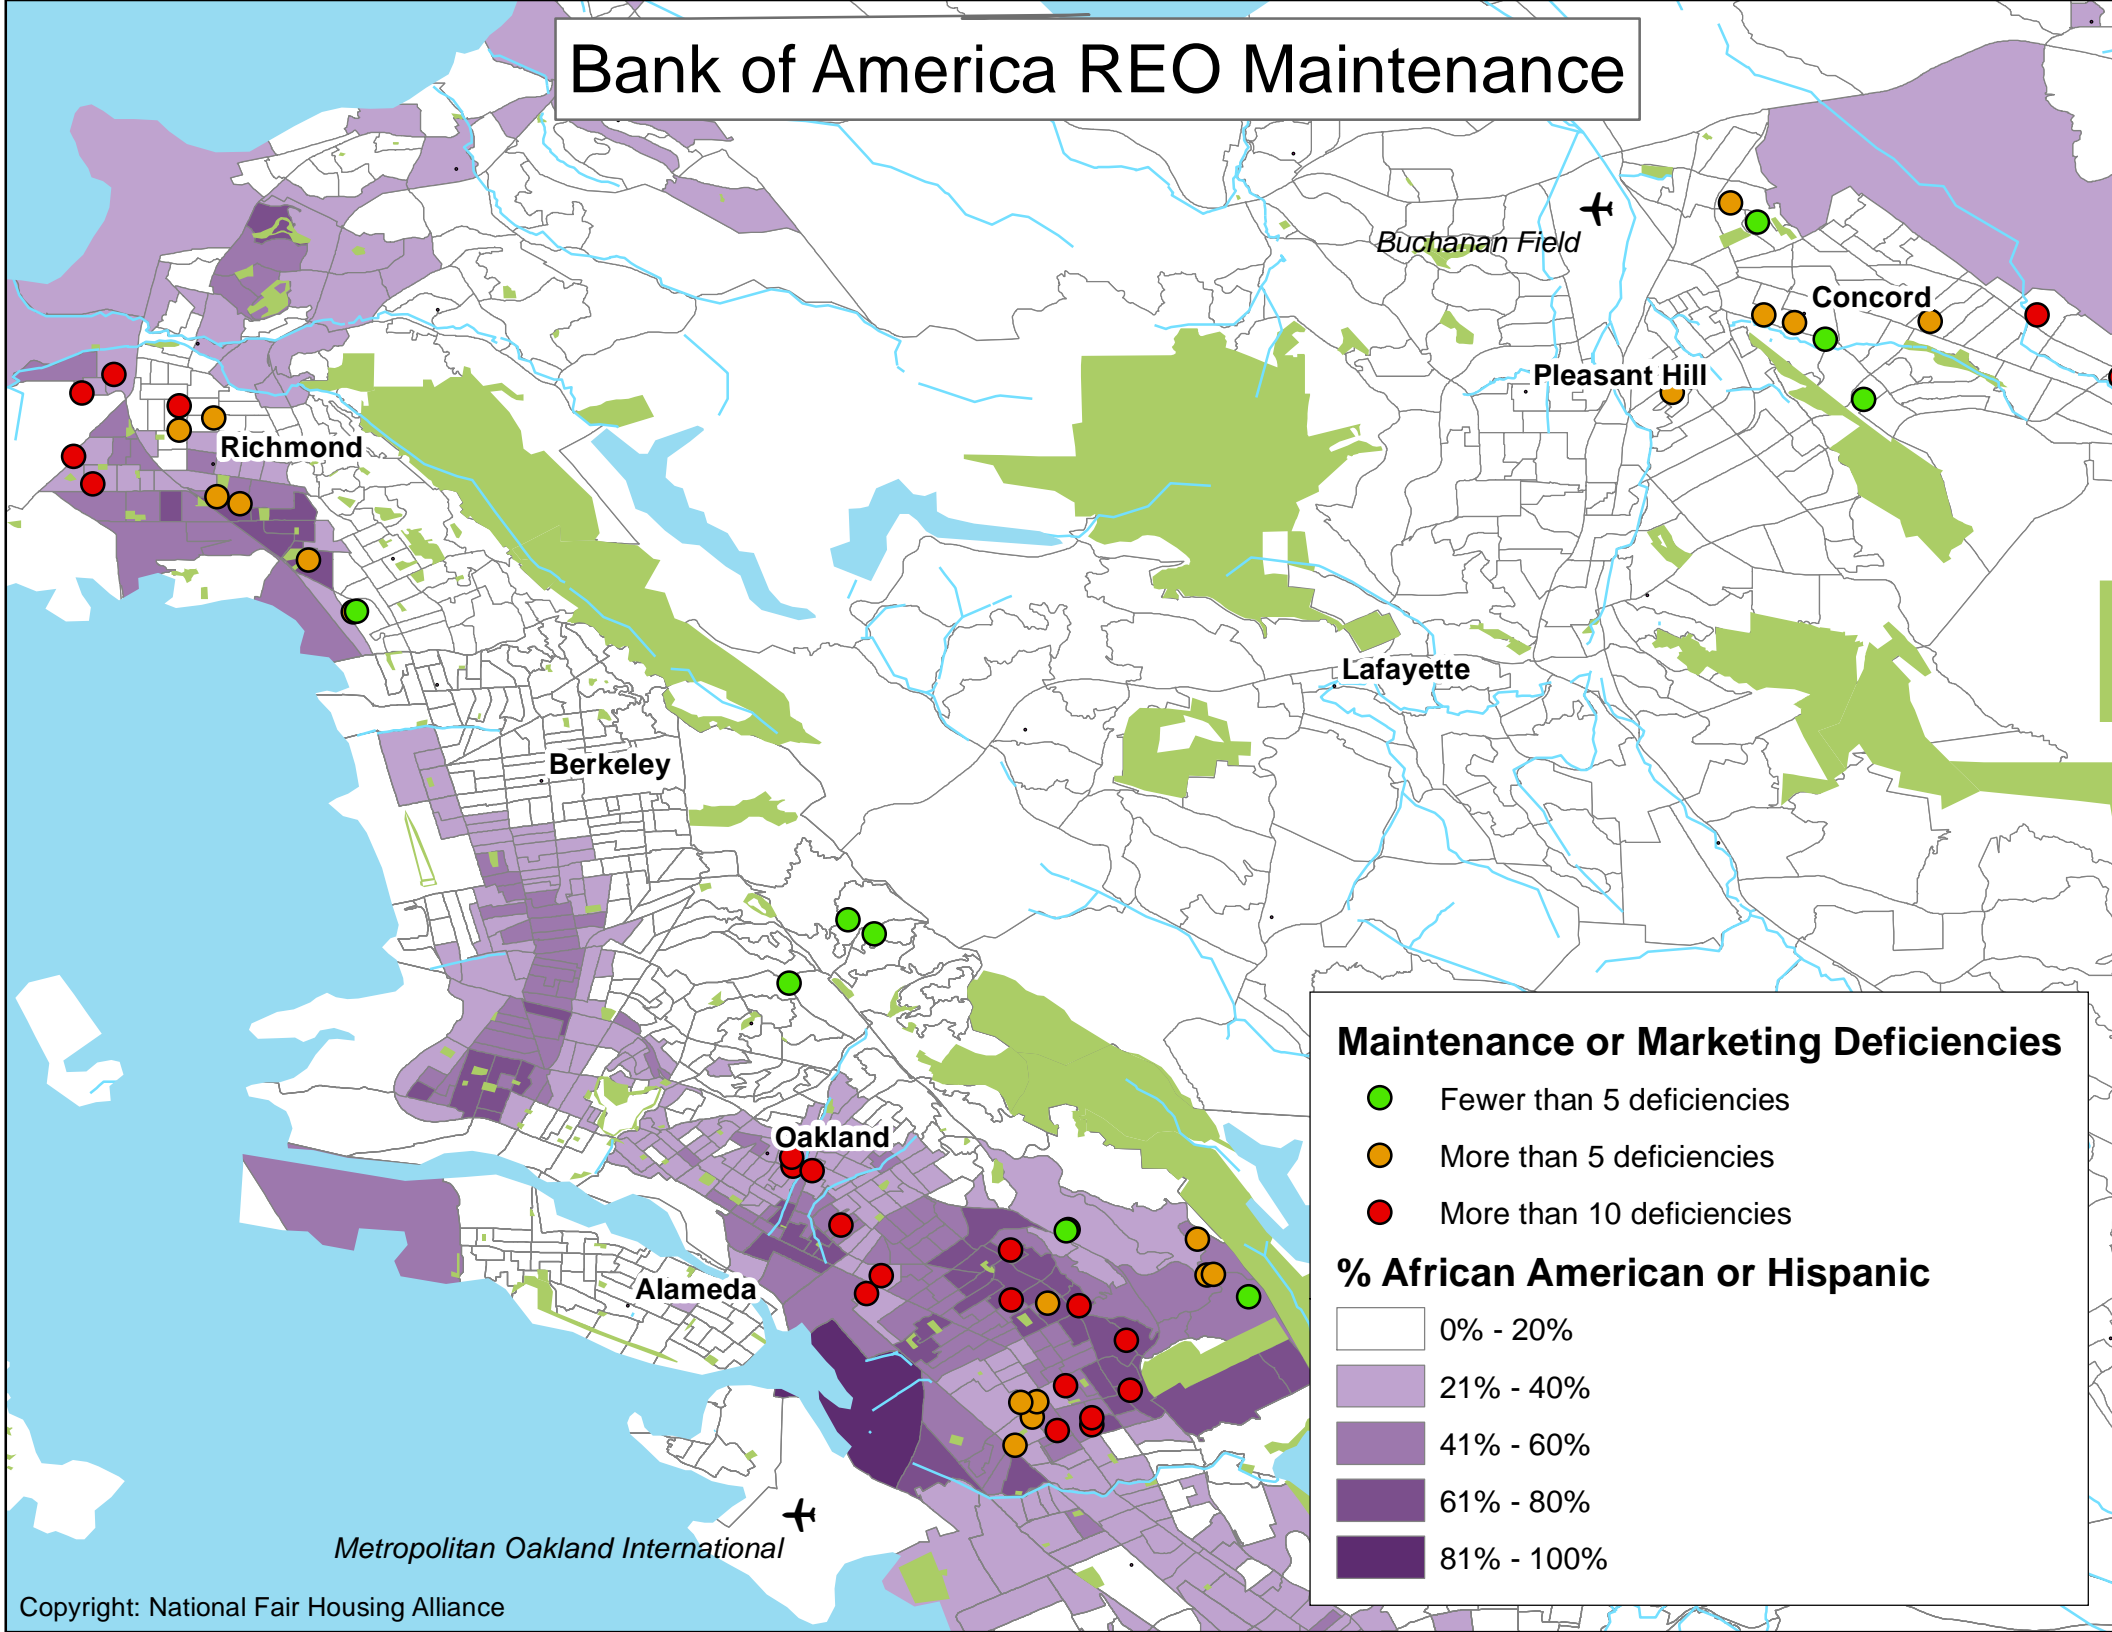 Bank of America REO Maintenance
Buchanan Field
Concord
Pleasant Hill
Richmond
Lafayette
Berkeley
Oakland
Alameda
Metropolitan Oakland International
Maintenance or Marketing Deficiencies
Fewer than 5 deficiencies
More than 5 deficiencies
More than 10 deficiencies
% African American or Hispanic
0% - 20%
21% - 40%
41% - 60%
61% - 80%
81% - 100%
Copyright: National Fair Housing Alliance